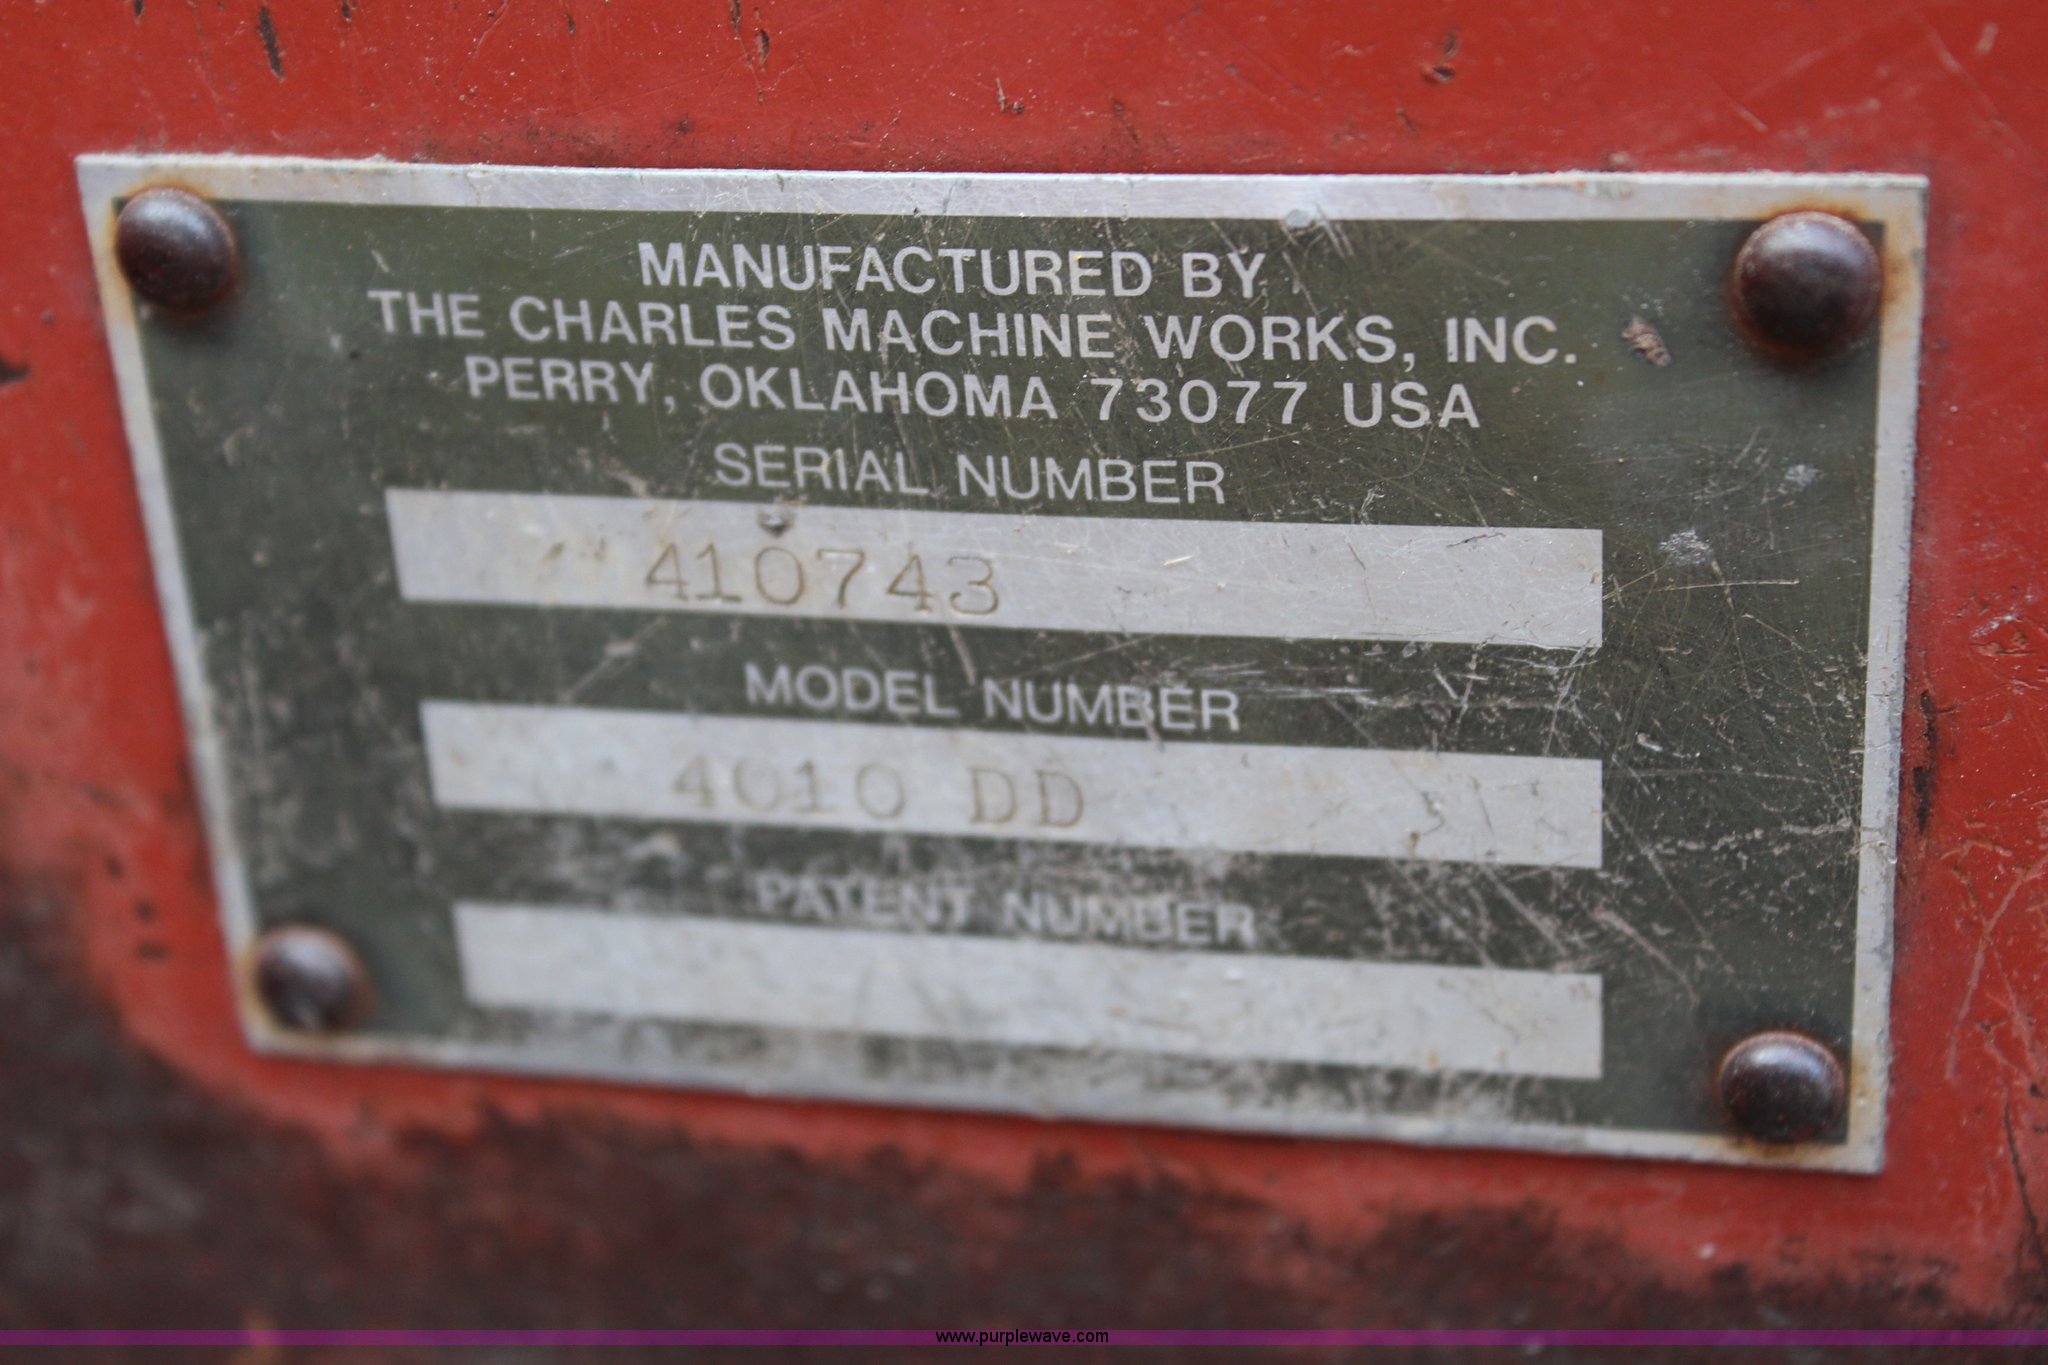 MANUFACTURED BY
THE CHARLES MACHINE WORKS, INC.
PERRY, OKLAHOMA 73077 USA
SERIAL NUMBER
410743
MODEL NUMBER
4010 DD
PATENT NUMBER
www.purplewave.com